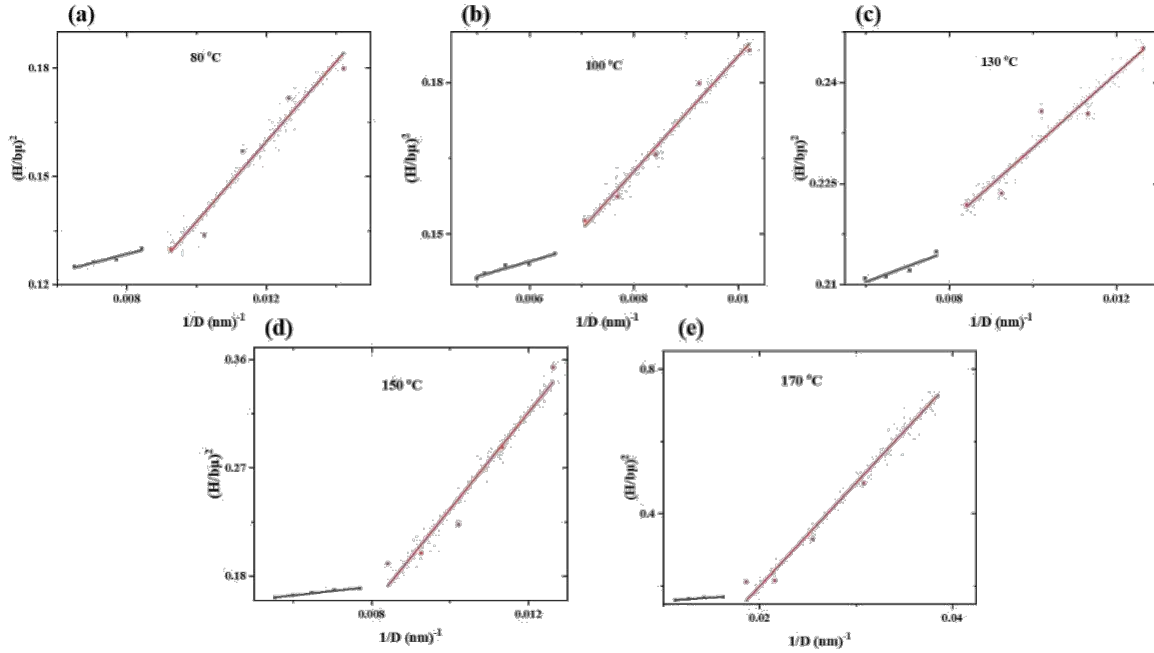 (a)
80 °C
0.18
0.15
0.12
(H/bμ)²
0.008
0.012
1/D (nm)⁻¹
(b)
100 °C
0.18
0.15
(H/bμ)²
0.006
0.008
0.01
1/D (nm)⁻¹
(c)
130 °C
0.24
0.225
0.21
(H/bμ)²
0.008
0.012
1/D (nm)⁻¹
(d)
150 °C
0.36
0.27
0.18
(H/bμ)²
0.008
0.012
1/D (nm)⁻¹
(e)
170 °C
0.4
(H/bμ)²
0.02
0.04
1/D (nm)⁻¹